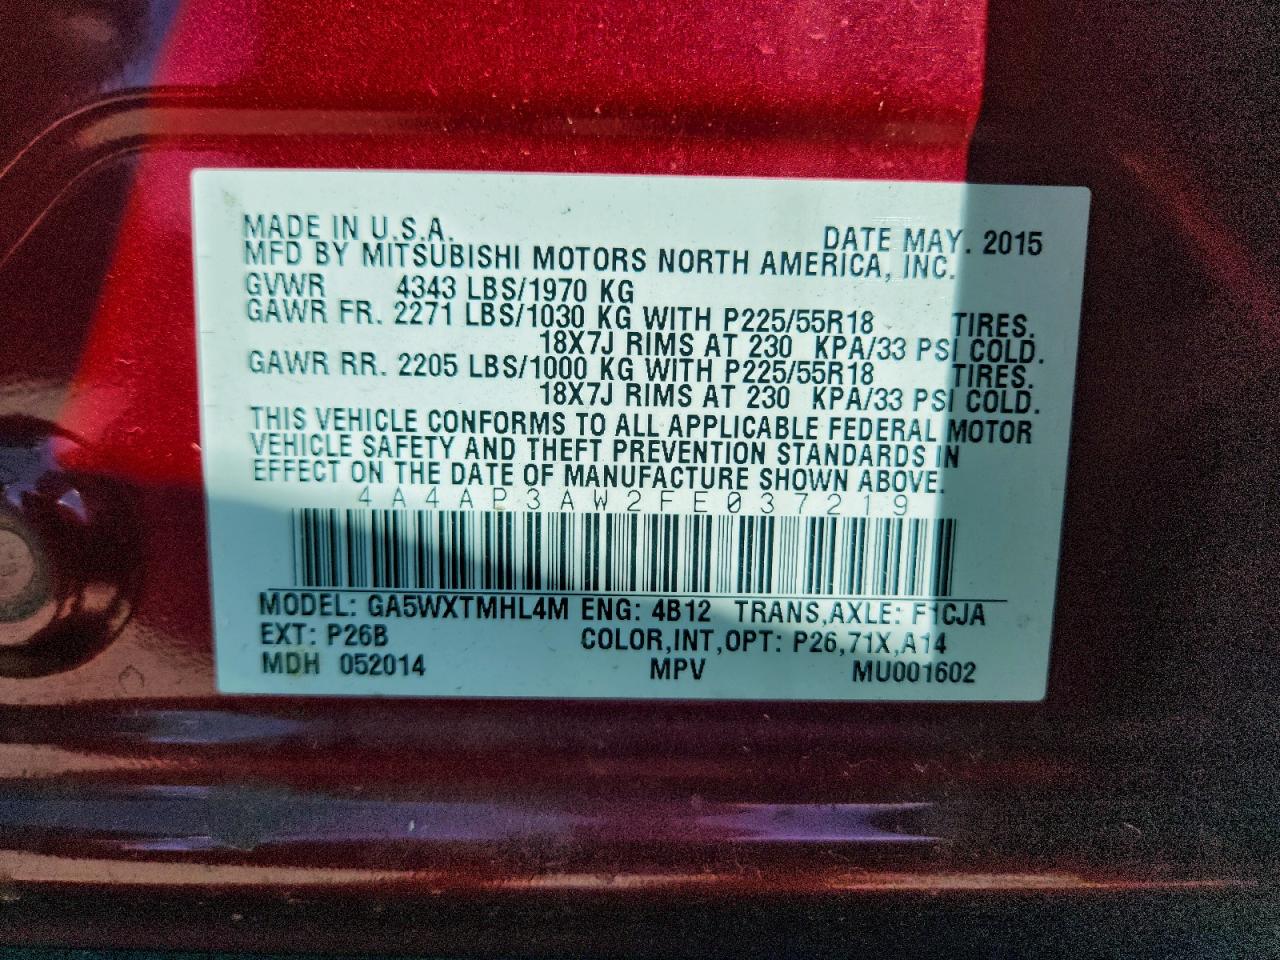 MADE IN U.S.A. DATE MAY. 2015
MFD BY MITSUBISHI MOTORS NORTH AMERICA, INC.
GVWR 4343 LBS/1970 KG
GAWR FR. 2271 LBS/1030 KG WITH P225/55R18 TIRES.
18X7J RIMS AT 230 KPA/33 PSI COLD.
GAWR RR. 2205 LBS/1000 KG WITH P225/55R18 TIRES.
18X7J RIMS AT 230 KPA/33 PSI COLD.
THIS VEHICLE CONFORMS TO ALL APPLICABLE FEDERAL MOTOR
VEHICLE SAFETY AND THEFT PREVENTION STANDARDS IN
EFFECT ON THE DATE OF MANUFACTURE SHOWN ABOVE.
4A4AP3AW2FE037219
MODEL: GA5WXTMHL4M ENG: 4B12 TRANS,AXLE: F1CJA
EXT: P26B COLOR,INT,OPT: P26,71X,A14
MDH 052014 MPV MU001602